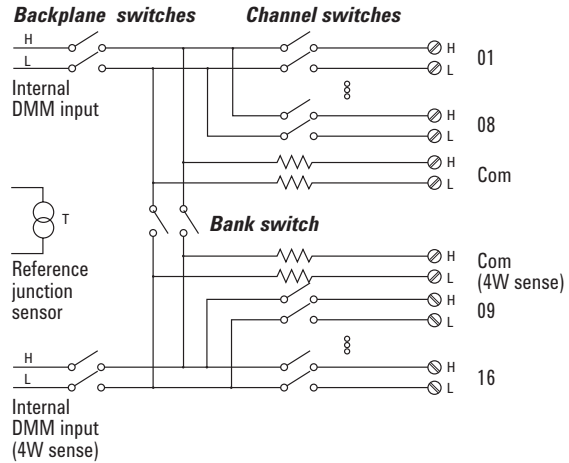 Backplane switches
Channel switches
H
L
Internal
DMM input
H
L
01
H
L
08
H
L
Com
T
Reference
junction
sensor
Bank switch
H
L
Com
(4W sense)
H
L
09
H
L
Internal
DMM input
(4W sense)
H
L
16